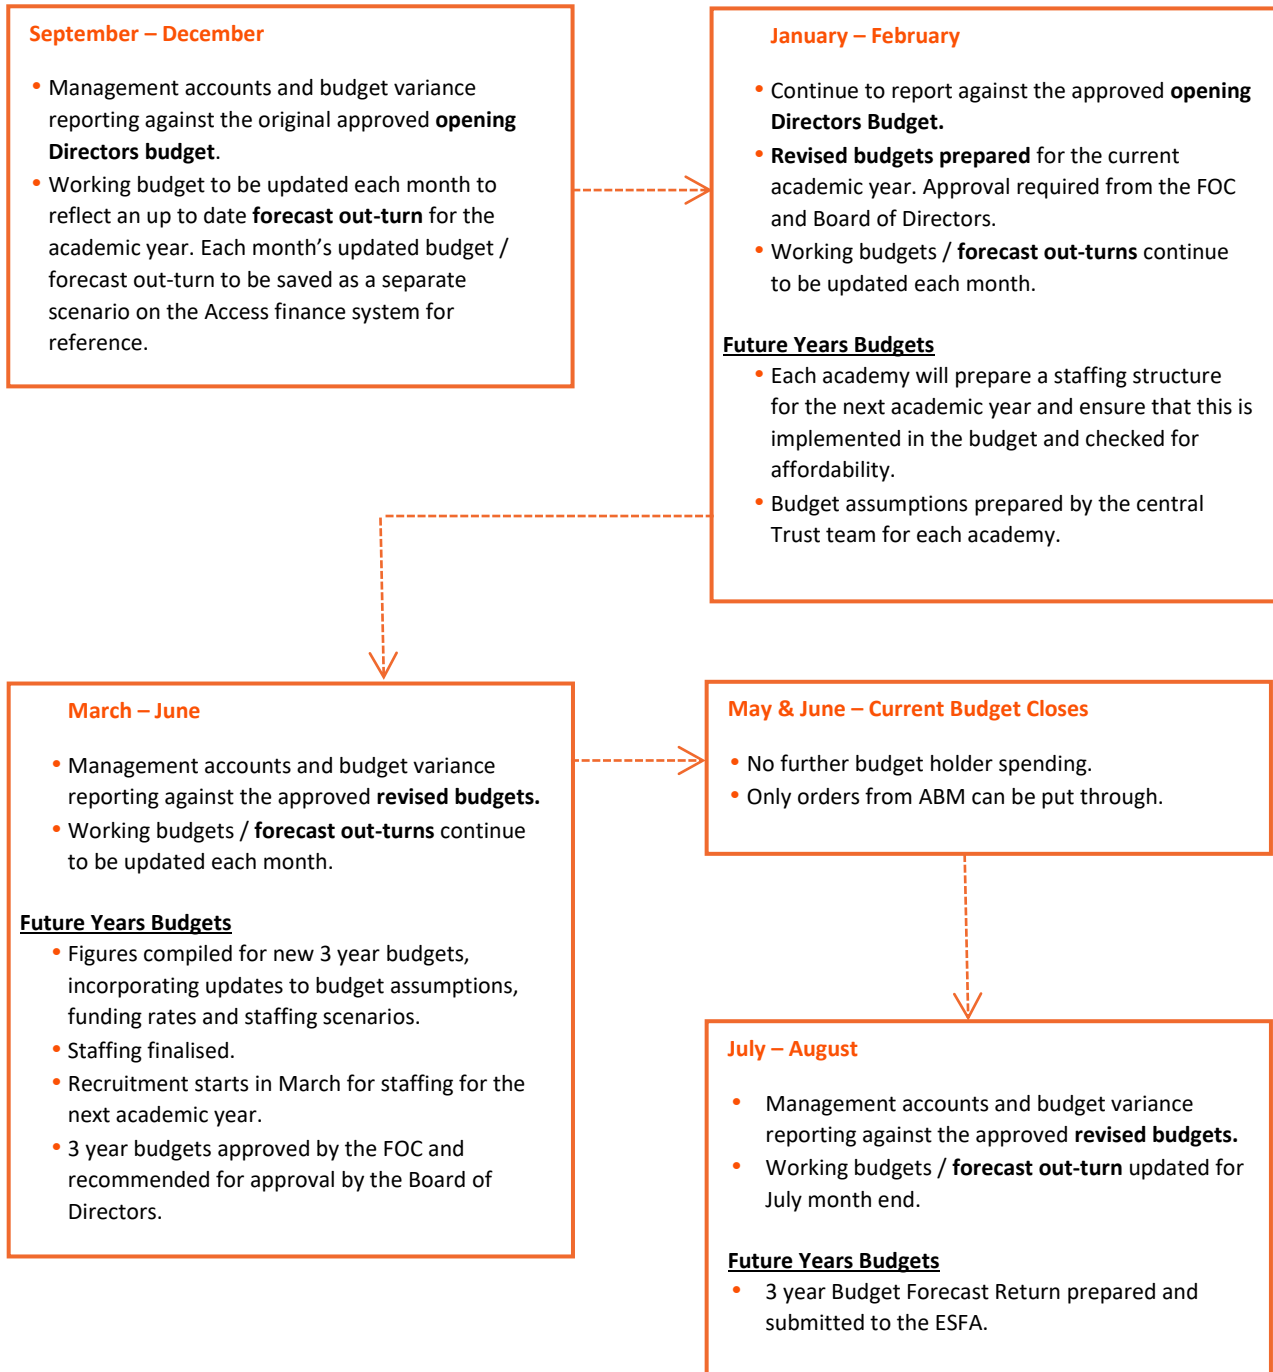 September – December
• Management accounts and budget variance
reporting against the original approved opening
Directors budget.
• Working budget to be updated each month to
reflect an up to date forecast out-turn for the
academic year. Each month’s updated budget /
forecast out-turn to be saved as a separate
scenario on the Access finance system for
reference.
January – February
• Continue to report against the approved opening
Directors Budget.
• Revised budgets prepared for the current
academic year. Approval required from the FOC
and Board of Directors.
• Working budgets / forecast out-turns continue
to be updated each month.
Future Years Budgets
• Each academy will prepare a staffing structure
for the next academic year and ensure that this is
implemented in the budget and checked for
affordability.
• Budget assumptions prepared by the central
Trust team for each academy.
March – June
• Management accounts and budget variance
reporting against the approved revised budgets.
• Working budgets / forecast out-turns continue
to be updated each month.
Future Years Budgets
• Figures compiled for new 3 year budgets,
incorporating updates to budget assumptions,
funding rates and staffing scenarios.
• Staffing finalised.
• Recruitment starts in March for staffing for the
next academic year.
• 3 year budgets approved by the FOC and
recommended for approval by the Board of
Directors.
May & June – Current Budget Closes
• No further budget holder spending.
• Only orders from ABM can be put through.
July – August
• Management accounts and budget variance
reporting against the approved revised budgets.
• Working budgets / forecast out-turn updated for
July month end.
Future Years Budgets
• 3 year Budget Forecast Return prepared and
submitted to the ESFA.